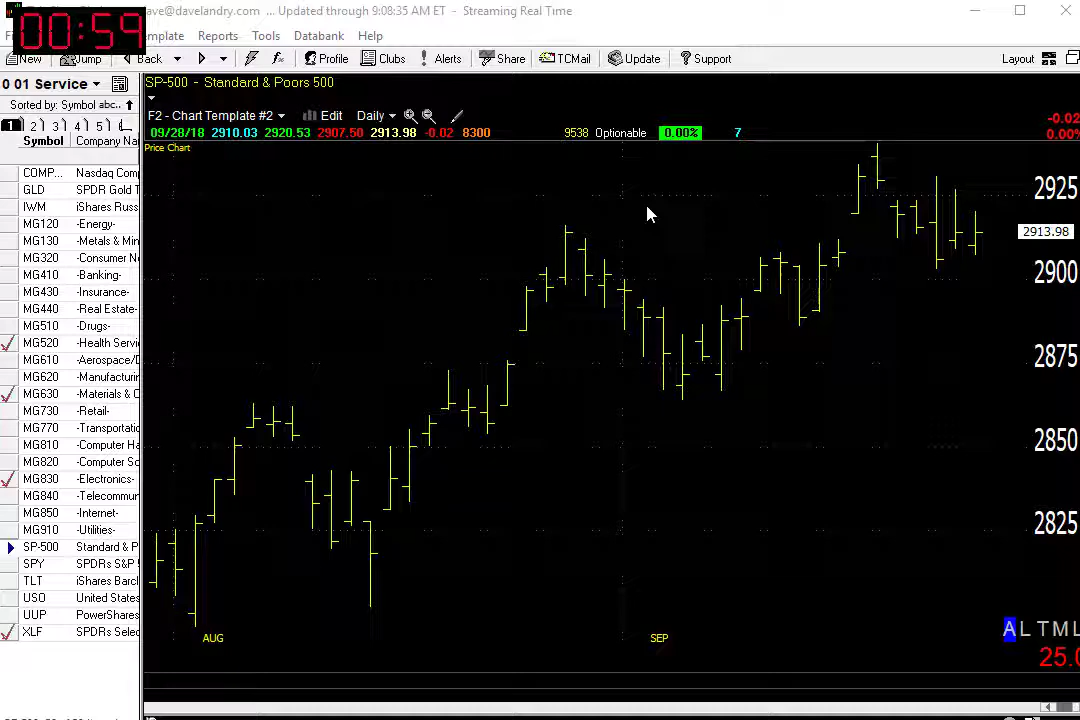 ave@davelandry.com ... Updated through 9:08:35 AM ET - Streaming Real Time
00:59
mplate Reports Tools Databank Help
New Jump Back Profile Clubs Alerts Share TCMail Update Support Layout
0 01 Service
Sorted by: Symbol abc..
1 2 3 4 5
Symbol Company Na
COMP... Nasdaq Comp
GLD SPDR Gold T
IWM iShares Russ
MG120 -Energy-
MG130 -Metals & Min
MG320 -Consumer No
MG410 -Banking-
MG430 -Insurance-
MG440 -Real Estate-
MG510 -Drugs-
MG520 -Health Servi
MG610 -Aerospace/D
MG620 -Manufacturin
MG630 -Materials & C
MG730 -Retail-
MG770 -Transportatio
MG810 -Computer Ha
MG820 -Computer So
MG830 -Electronics-
MG840 -Telecommun
MG850 -Internet-
MG910 -Utilities-
SP-500 Standard & P
SPY SPDRs S&P 5
TLT iShares Barcl
USO United States
UUP PowerShares
XLF SPDRs Selec
SP-500 - Standard & Poors 500
F2 - Chart Template #2 Edit Daily
09/28/18 2910.03 2920.53 2907.50 2913.98 -0.02 8300 9538 Optionable 0.00% 7
-0.02
0.00%
Price Chart
2925
2913.98
2900
2875
2850
2825
AUG SEP
A L T M L
25.0